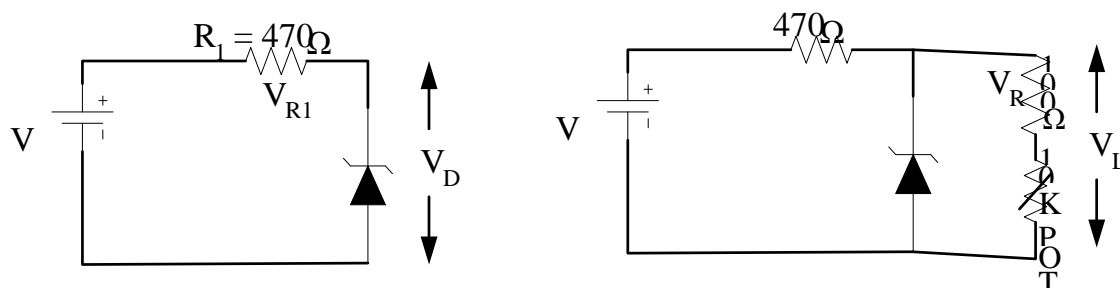 R1 = 470Ω
VR1
V
+
−
VD
470Ω
V
+
−
VR
100Ω
10K POT
VL